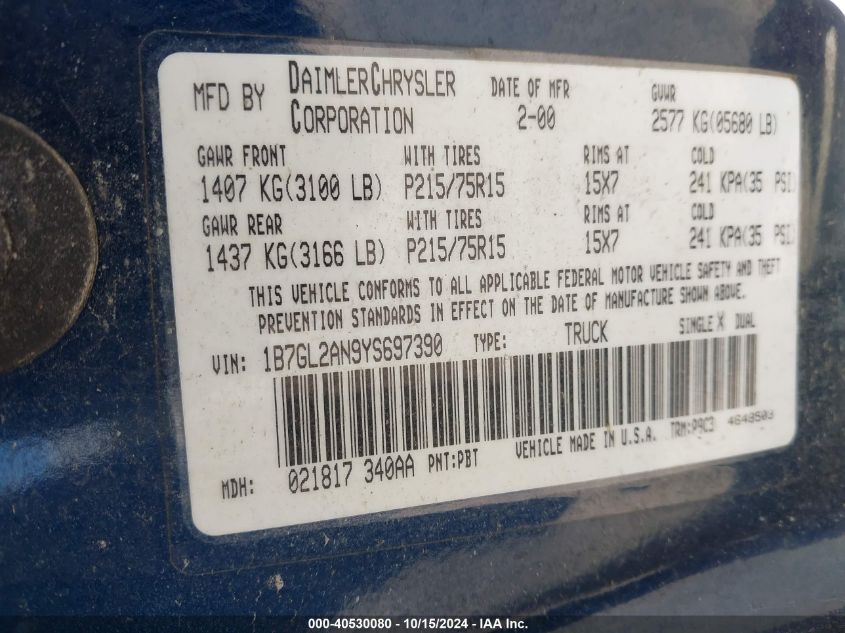 MFD BY DAIMLERCHRYSLER CORPORATION DATE OF MFR 2-00 GVWR 2577 KG(05680 LB)
GAWR FRONT WITH TIRES RIMS AT COLD
1407 KG(3100 LB) P215/75R15 15X7 241 KPA(35 PSI)
GAWR REAR WITH TIRES RIMS AT COLD
1437 KG(3166 LB) P215/75R15 15X7 241 KPA(35 PSI)
THIS VEHICLE CONFORMS TO ALL APPLICABLE FEDERAL MOTOR VEHICLE SAFETY AND THEFT
PREVENTION STANDARDS IN EFFECT ON THE DATE OF MANUFACTURE SHOWN ABOVE.
VIN: 1B7GL2AN9YS697390 TYPE: TRUCK SINGLE X DUAL
MDH: 021817 340AA PNT:PBT VEHICLE MADE IN U.S.A. TRM:P9C3 4648503
000-40530080 - 10/15/2024 - IAA Inc.